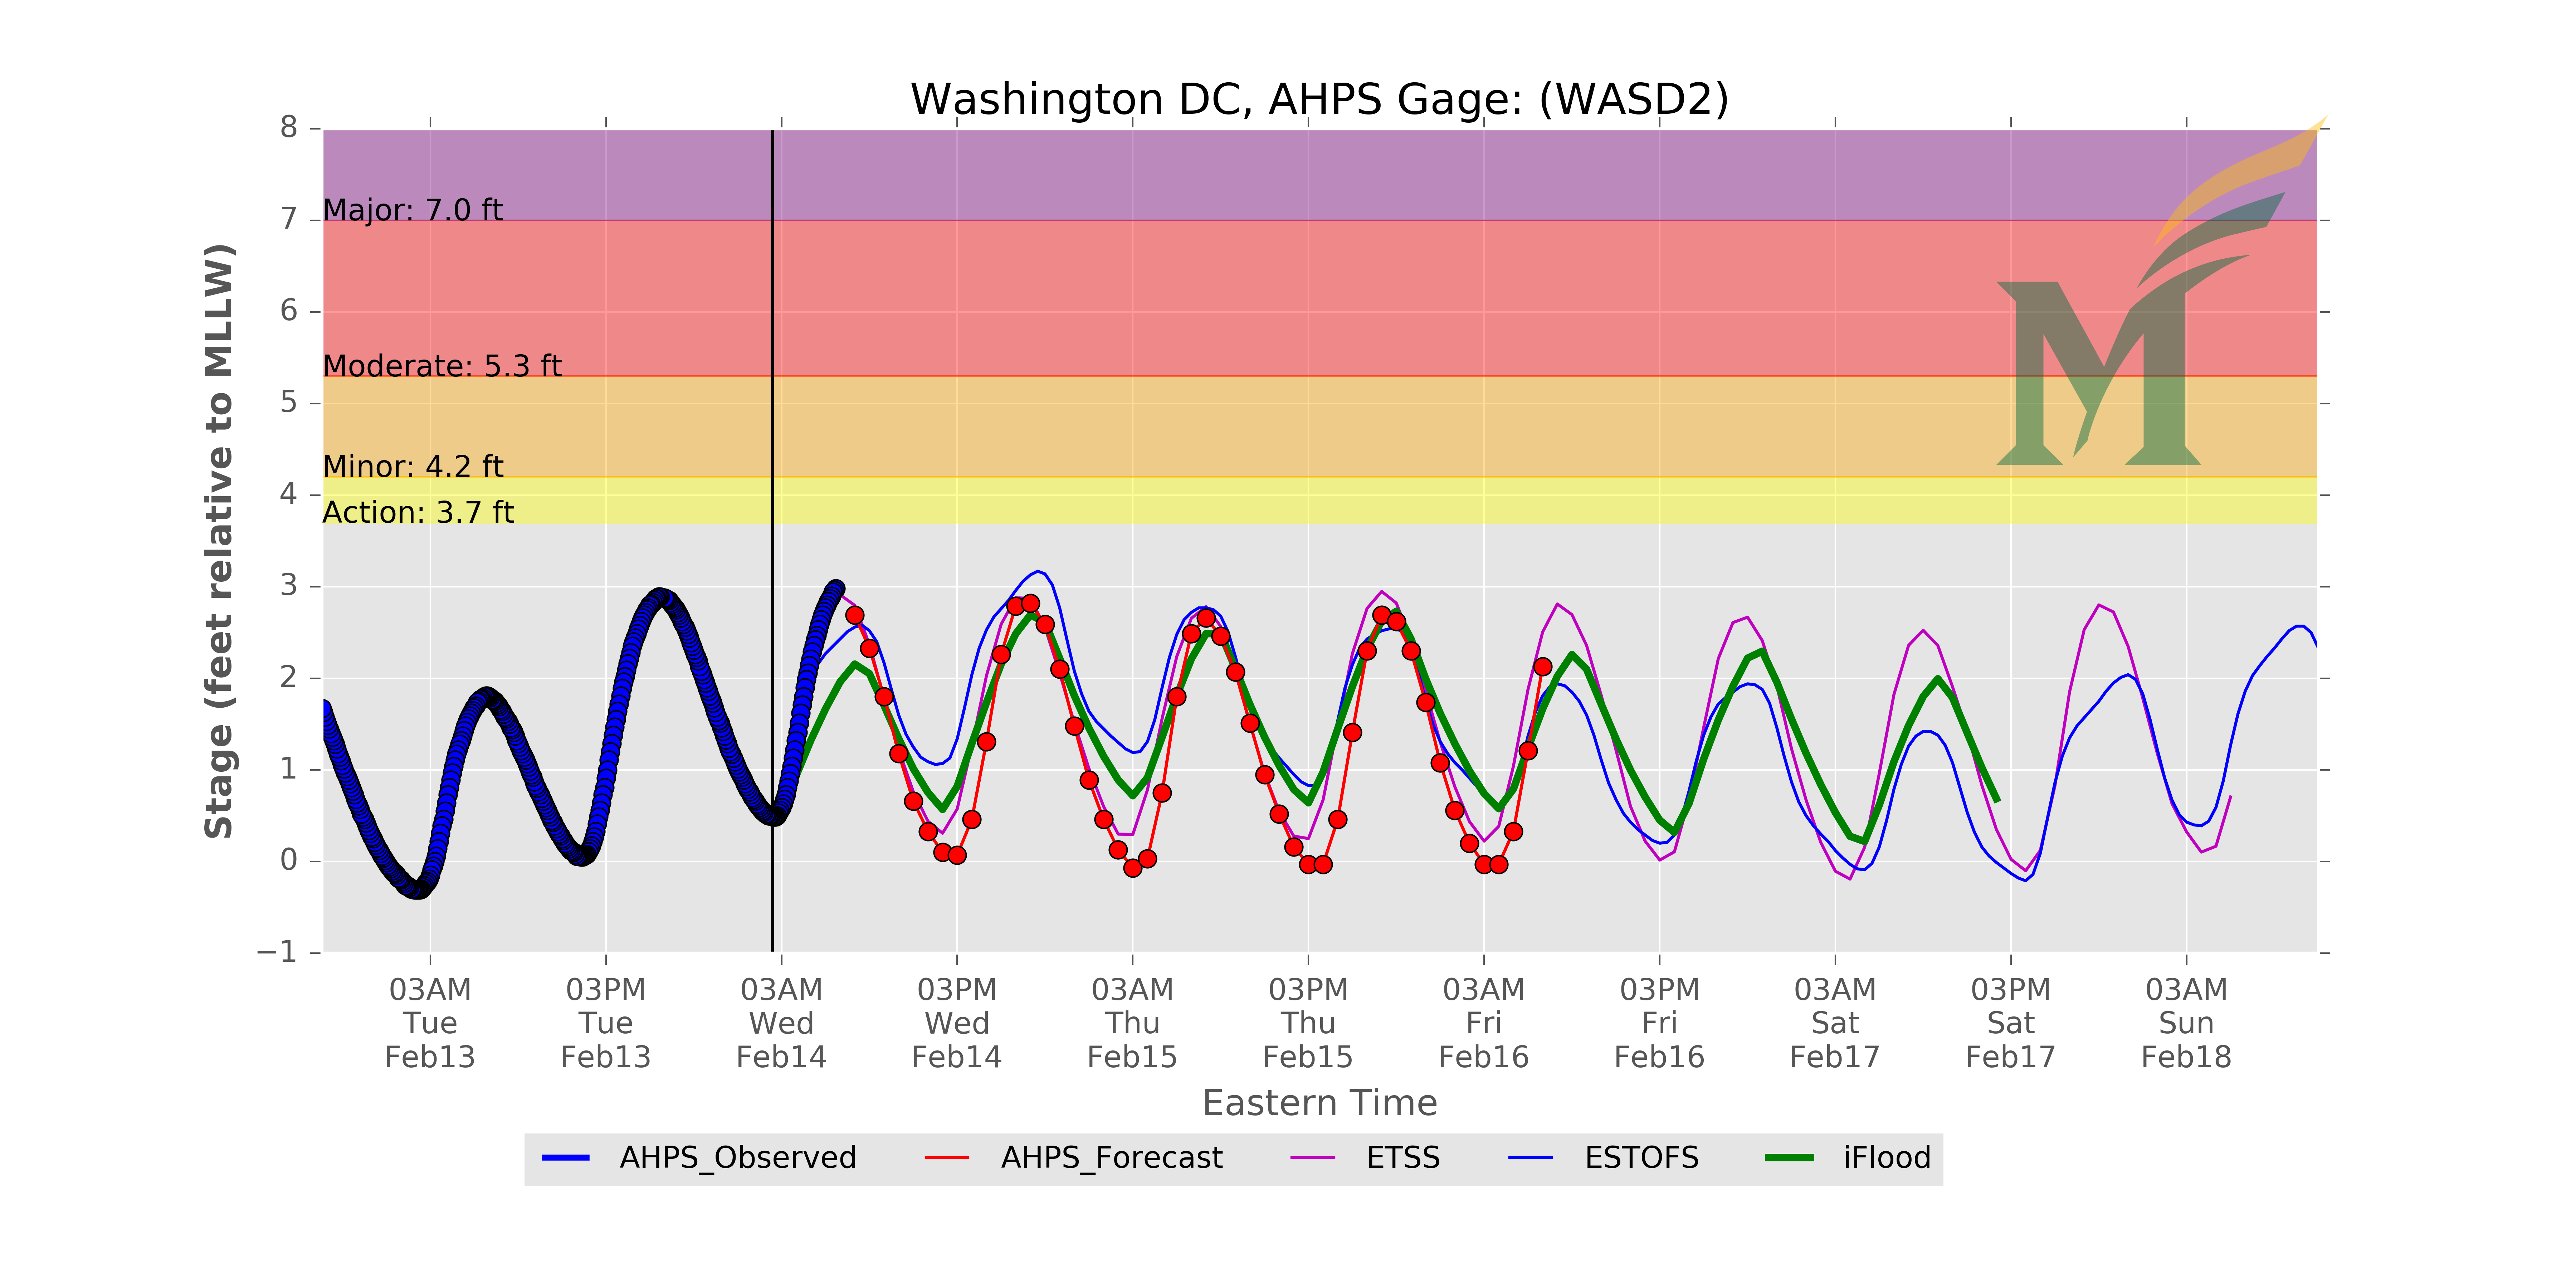 Washington DC, AHPS Gage: (WASD2)
8
7
6
5
4
3
2
1
0
−1
Stage (feet relative to MLLW)
Major: 7.0 ft
Moderate: 5.3 ft
Minor: 4.2 ft
Action: 3.7 ft
M
03AM
Tue
Feb13
03PM
Tue
Feb13
03AM
Wed
Feb14
03PM
Wed
Feb14
03AM
Thu
Feb15
03PM
Thu
Feb15
03AM
Fri
Feb16
03PM
Fri
Feb16
03AM
Sat
Feb17
03PM
Sat
Feb17
03AM
Sun
Feb18
Eastern Time
AHPS_Observed
AHPS_Forecast
ETSS
ESTOFS
iFlood